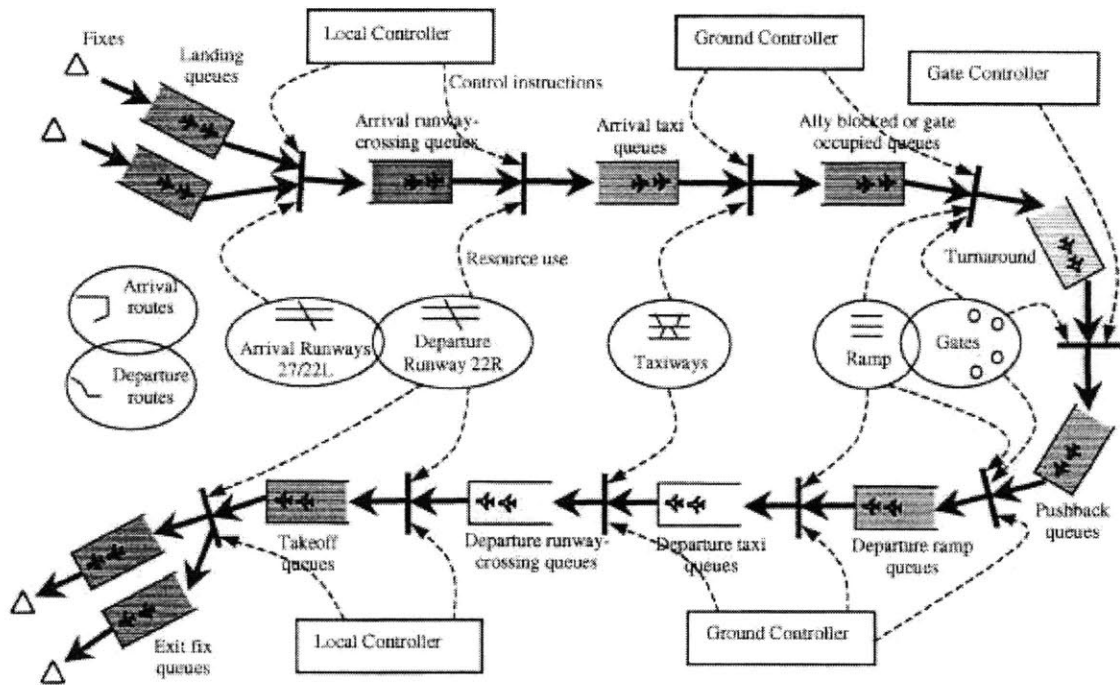 Fixes
Landing
queues
Local Controller
Ground Controller
Gate Controller
Control instructions
Arrival runway-
crossing queues
Arrival taxi
queues
Ally blocked or gate
occupied queues
Resource use
Turnaround
Arrival
routes
Departure
routes
Arrival Runways
27/22L
Departure
Runway 22R
Taxiways
Ramp
Gates
Pushback
queues
Takeoff
queues
Departure runway-
crossing queues
Departure taxi
queues
Departure ramp
queues
Exit fix
queues
Local Controller
Ground Controller